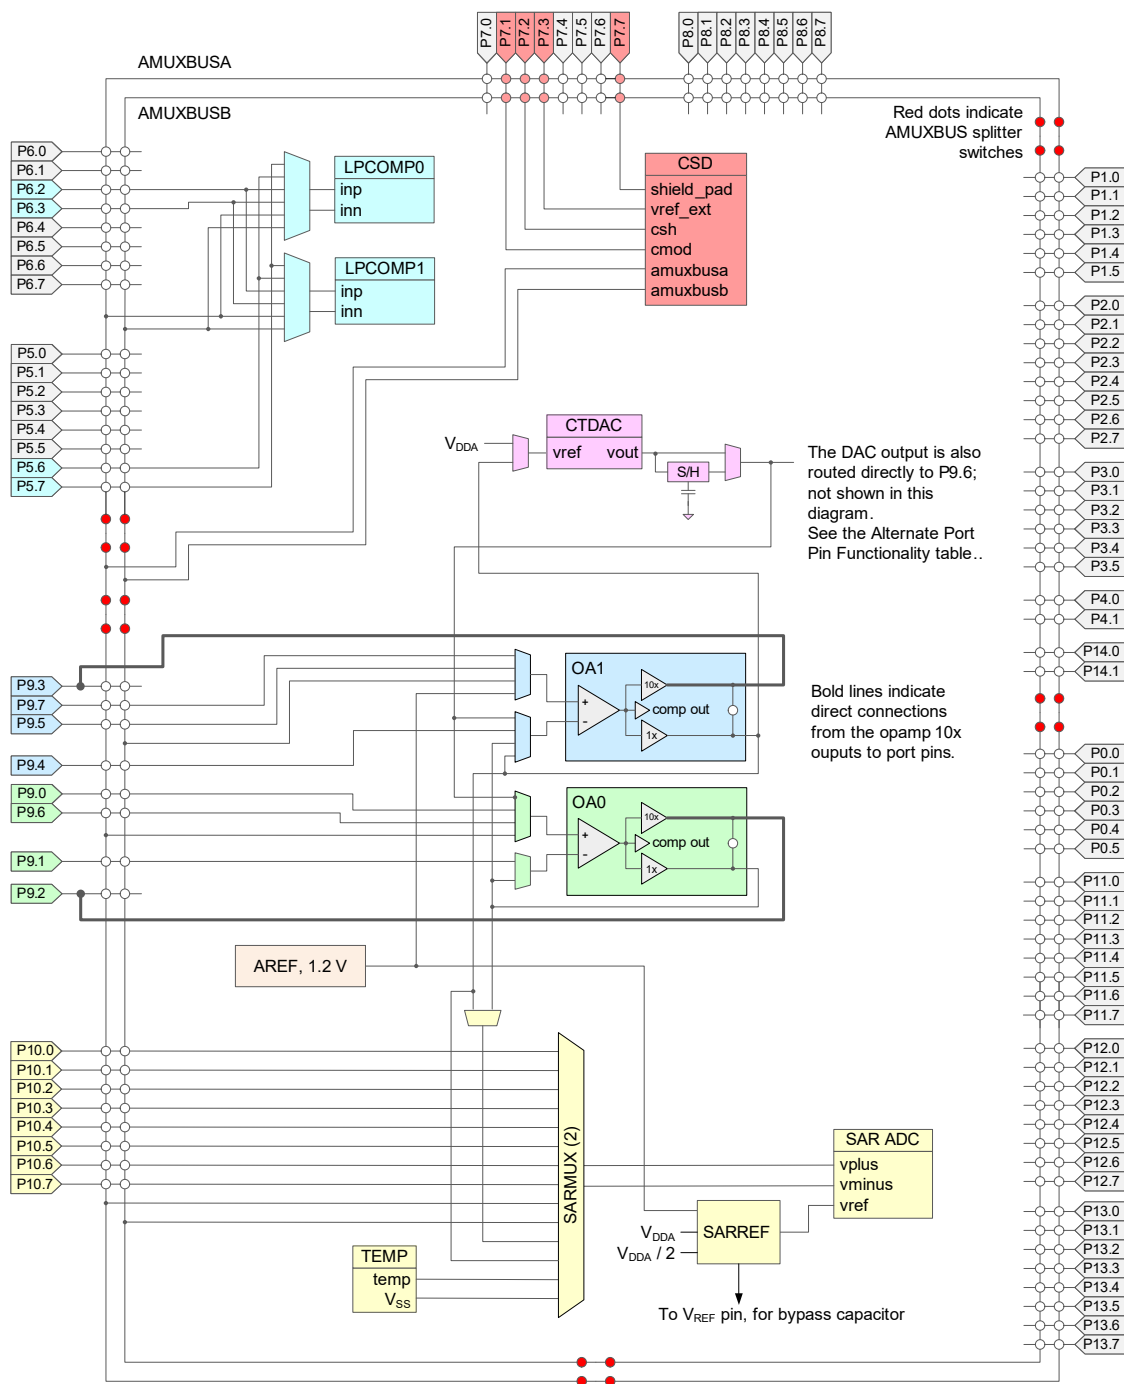 P7.0
P7.1
P7.2
P7.3
P7.4
P7.5
P7.6
P7.7
P8.0
P8.1
P8.2
P8.3
P8.4
P8.5
P8.6
P8.7
AMUXBUSA
AMUXBUSB
Red dots indicate
AMUXBUS splitter
switches
P6.0
P6.1
P6.2
P6.3
P6.4
P6.5
P6.6
P6.7
LPCOMP0
inp
inn
LPCOMP1
inp
inn
CSD
shield_pad
vref_ext
csh
cmod
amuxbusa
amuxbusb
P1.0
P1.1
P1.2
P1.3
P1.4
P1.5
P2.0
P2.1
P2.2
P2.3
P2.4
P2.5
P2.6
P2.7
P5.0
P5.1
P5.2
P5.3
P5.4
P5.5
P5.6
P5.7
VDDA
CTDAC
vref vout
S/H
The DAC output is also
routed directly to P9.6;
not shown in this
diagram.
See the Alternate Port
Pin Functionality table..
P3.0
P3.1
P3.2
P3.3
P3.4
P3.5
P4.0
P4.1
P14.0
P14.1
P9.3
P9.7
P9.5
P9.4
P9.0
P9.6
P9.1
P9.2
OA1
+
-
10x
comp out
1x
OA0
+
-
10x
comp out
1x
Bold lines indicate
direct connections
from the opamp 10x
ouputs to port pins.
P0.0
P0.1
P0.2
P0.3
P0.4
P0.5
P11.0
P11.1
P11.2
P11.3
P11.4
P11.5
P11.6
P11.7
AREF, 1.2 V
P10.0
P10.1
P10.2
P10.3
P10.4
P10.5
P10.6
P10.7
SARMUX (2)
SAR ADC
vplus
vminus
vref
SARREF
VDDA
VDDA / 2
TEMP
temp
VSS
To VREF pin, for bypass capacitor
P12.0
P12.1
P12.2
P12.3
P12.4
P12.5
P12.6
P12.7
P13.0
P13.1
P13.2
P13.3
P13.4
P13.5
P13.6
P13.7